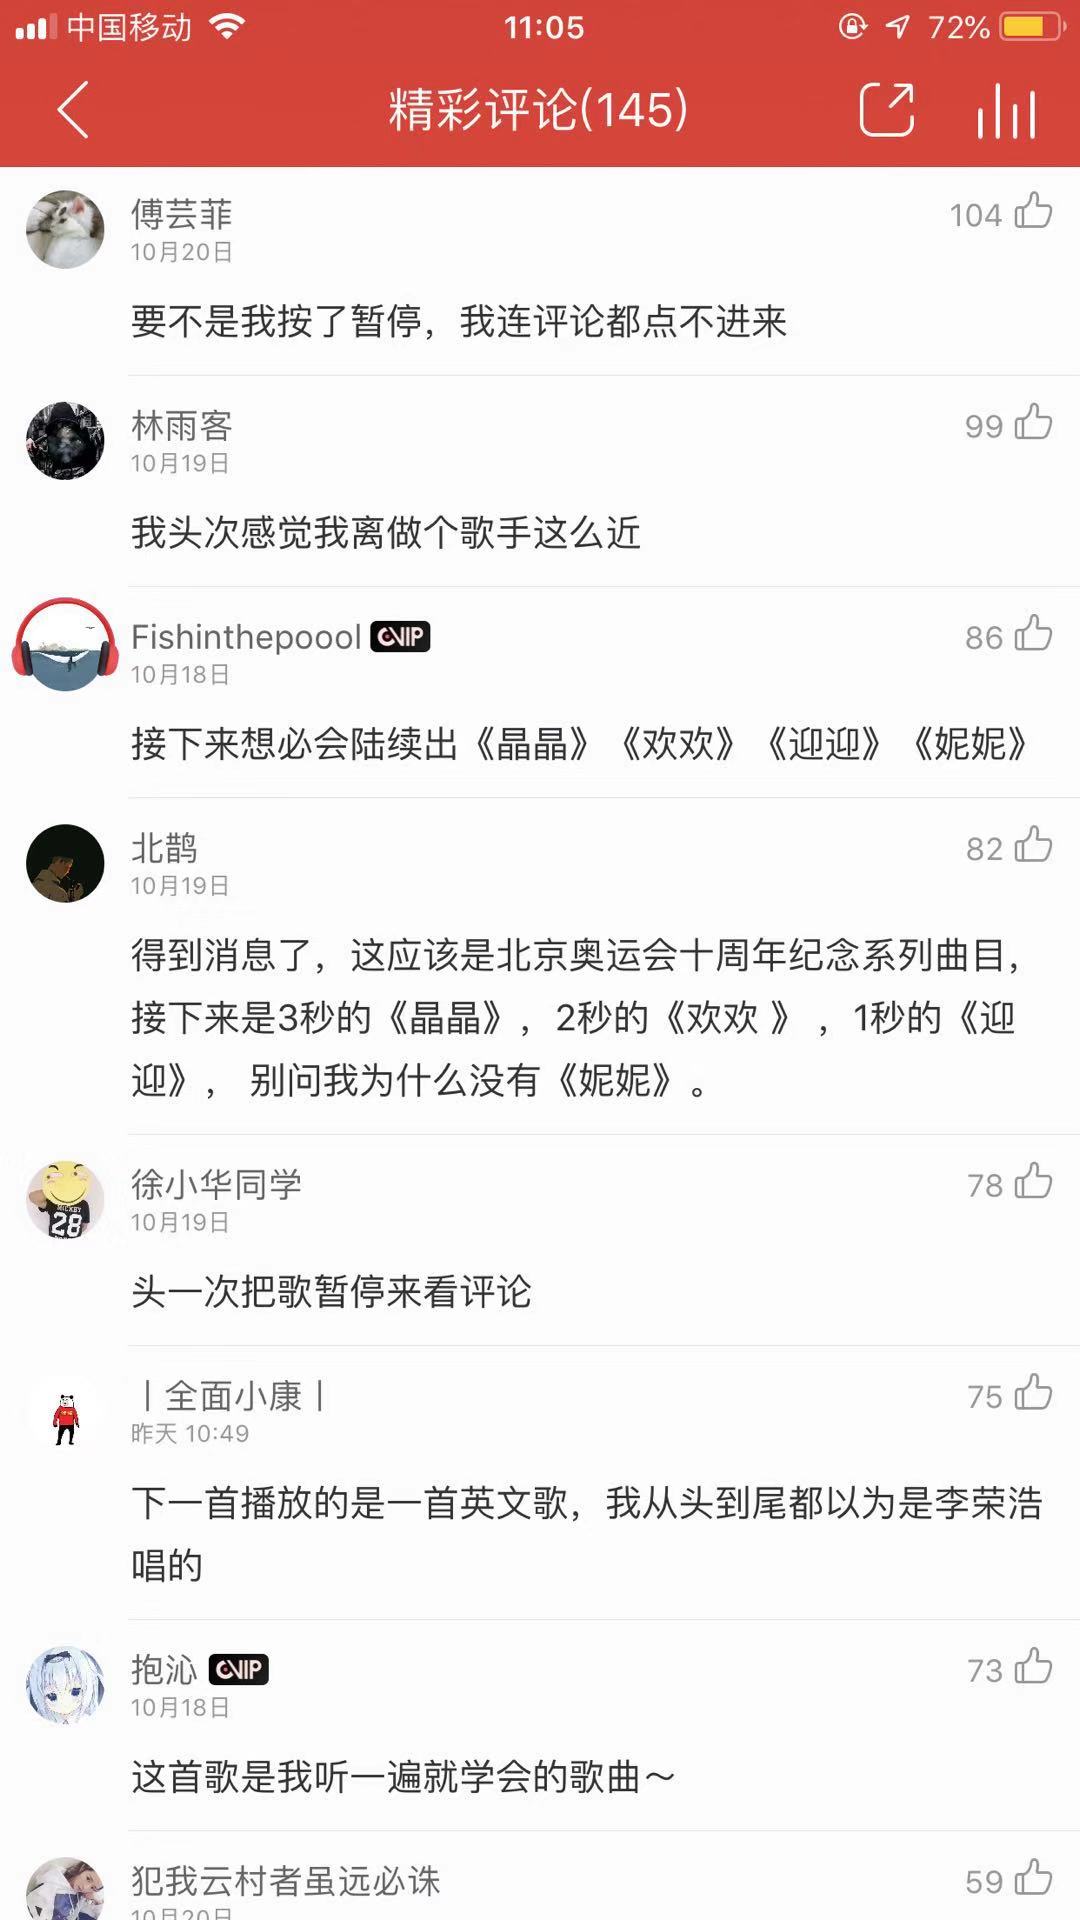 中国移动 11:05 72%
精彩评论(145)
傅芸菲 104
10月20日
要不是我按了暂停，我连评论都点不进来
林雨客 99
10月19日
我头次感觉我离做个歌手这么近
Fishinthepoool VIP 86
10月18日
接下来想必会陆续出《晶晶》《欢欢》《迎迎》《妮妮》
北鹊 82
10月19日
得到消息了，这应该是北京奥运会十周年纪念系列曲目，
接下来是3秒的《晶晶》，2秒的《欢欢 》，1秒的《迎
迎》， 别问我为什么没有《妮妮》。
MICKEY
28
徐小华同学 78
10月19日
头一次把歌暂停来看评论
丨全面小康丨 75
昨天 10:49
下一首播放的是一首英文歌，我从头到尾都以为是李荣浩
唱的
抱沁 VIP 73
10月18日
这首歌是我听一遍就学会的歌曲～
犯我云村者虽远必诛 59
10月20日